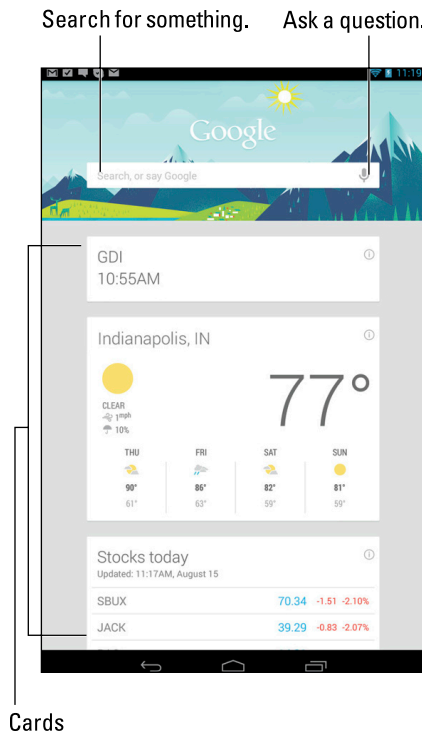 Search for something. Ask a question.
11:19
Google
Search, or say Google
GDI
10:55AM
Indianapolis, IN
77°
CLEAR
1mph
10%
THU FRI SAT SUN
90° 86° 82° 81°
61° 63° 59° 59°
Stocks today
Updated: 11:17AM, August 15
SBUX 70.34 -1.51 -2.10%
JACK 39.29 -0.83 -2.07%
Cards